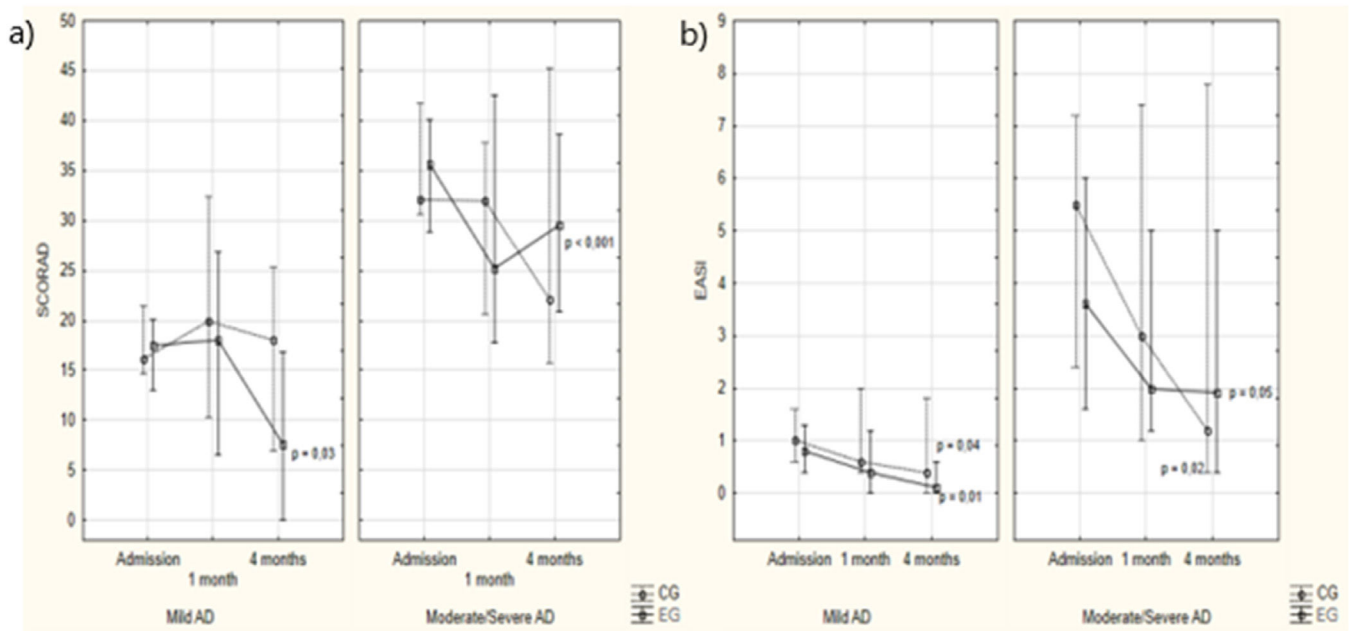 a)
SCORAD
50
45
40
35
30
25
20
15
10
5
0
p = 0,03
p < 0,001
Admission
1 month
4 months
Admission
1 month
4 months
Mild AD
Moderate/Severe AD
CG
EG
b)
EASI
9
8
7
6
5
4
3
2
1
0
p = 0,04
p = 0,01
p = 0,05
p = 0,02
Admission 1 month 4 months
Admission 1 month 4 months
Mild AD
Moderate/Severe AD
CG
EG